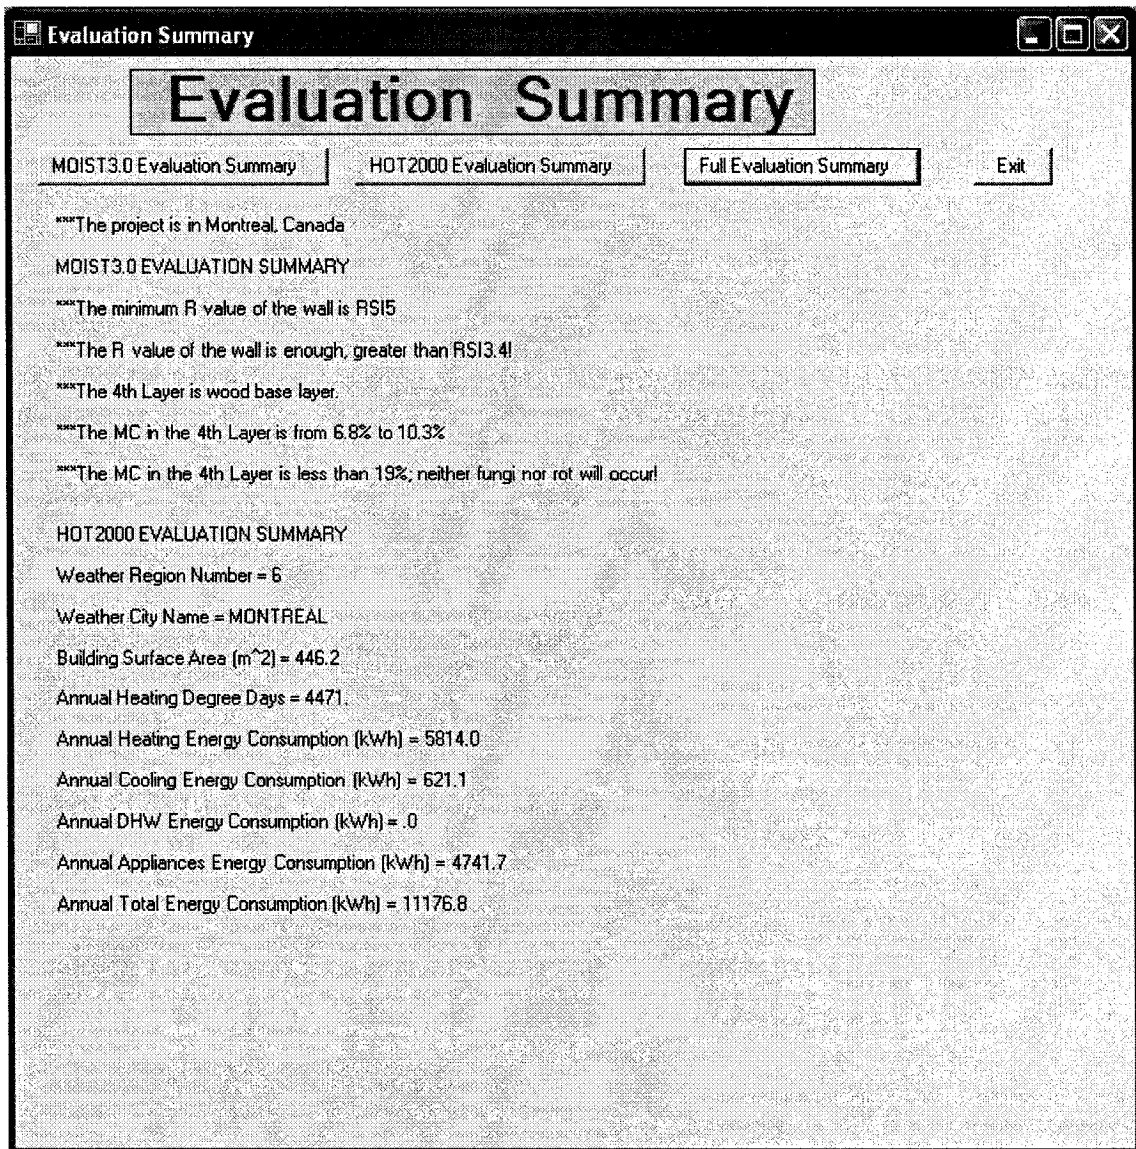 Evaluation Summary
Evaluation Summary
MOIST3.0 Evaluation Summary
HOT2000 Evaluation Summary
Full Evaluation Summary
Exit
***The project is in Montreal, Canada
MOIST3.0 EVALUATION SUMMARY
***The minimum R value of the wall is RSI5
***The R value of the wall is enough, greater than RSI3.4!
***The 4th Layer is wood base layer.
***The MC in the 4th Layer is from 6.8% to 10.3%
***The MC in the 4th Layer is less than 19%; neither fungi nor rot will occur!
HOT2000 EVALUATION SUMMARY
Weather Region Number = 6
Weather City Name = MONTREAL
Building Surface Area (m^2) = 446.2
Annual Heating Degree Days = 4471.
Annual Heating Energy Consumption (kWh) = 5814.0
Annual Cooling Energy Consumption (kWh) = 621.1
Annual DHW Energy Consumption (kWh) = .0
Annual Appliances Energy Consumption (kWh) = 4741.7
Annual Total Energy Consumption (kWh) = 11176.8